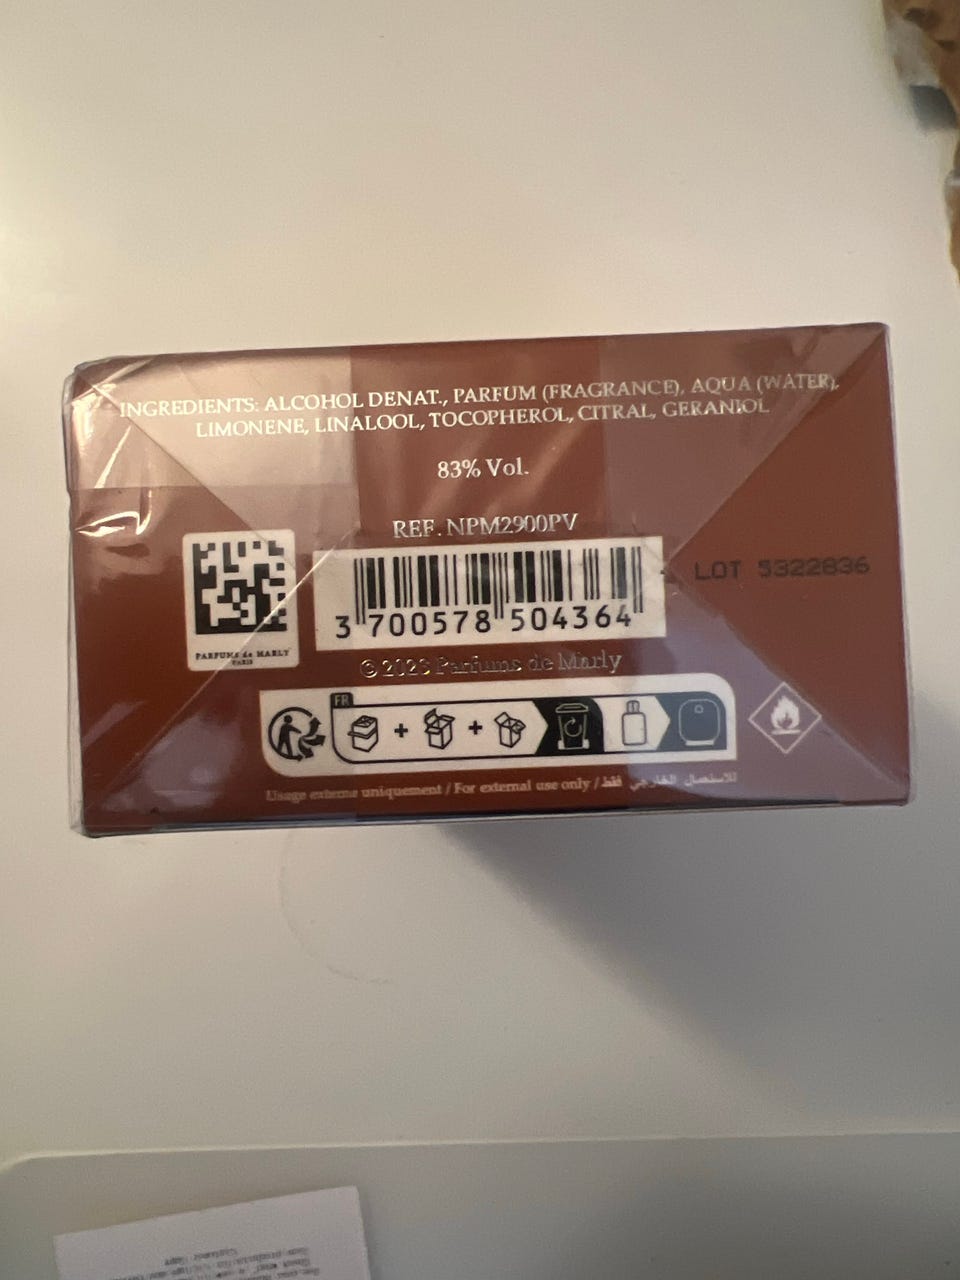 INGREDIENTS: ALCOHOL DENAT., PARFUM (FRAGRANCE), AQUA (WATER),
LIMONENE, LINALOOL, TOCOPHEROL, CITRAL, GERANIOL
83% Vol.
REF. NPM2900PV
LOT 5322836
3 700578 504364
PARFUMS de MARLY
PARIS
© 2023 Parfums de Marly
FR
Usage externe uniquement / For external use only / للاستعمال الخارجي فقط